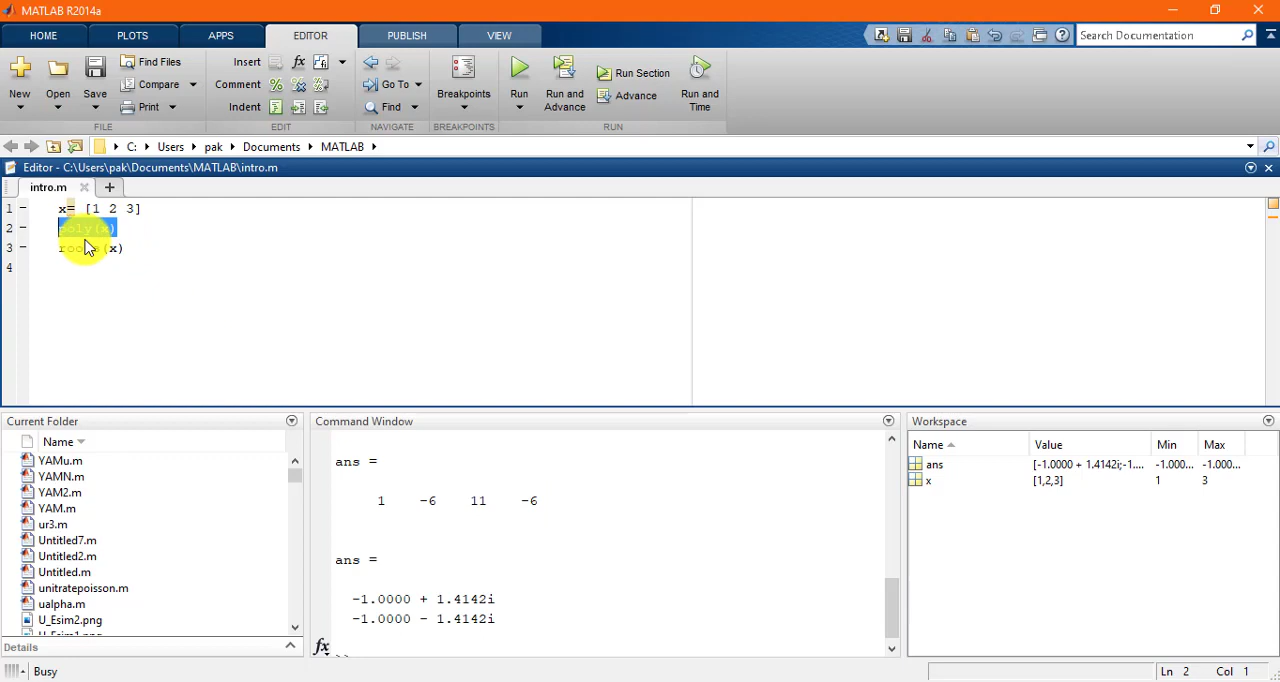 MATLAB R2014a
HOME PLOTS APPS EDITOR PUBLISH VIEW Search Documentation
New Open Save Find Files Compare Print
Insert Comment Indent
Go To Find
Breakpoints
Run Run and Advance Run Section Advance Run and Time
FILE EDIT NAVIGATE BREAKPOINTS RUN
C: Users pak Documents MATLAB
Editor - C:\Users\pak\Documents\MATLAB\intro.m
intro.m
1 x= [1 2 3]
2 poly(x)
3 roots(x)
4
Current Folder
Name
YAMu.m
YAMN.m
YAM2.m
YAM.m
ur3.m
Untitled7.m
Untitled2.m
Untitled.m
unitratepoisson.m
ualpha.m
U_Esim2.png
U_Esim1.png
Details
Command Window
ans =
1 -6 11 -6
ans =
-1.0000 + 1.4142i
-1.0000 - 1.4142i
fx >>
Workspace
Name Value Min Max
ans [-1.0000 + 1.4142i;-1.... -1.000... -1.000...
x [1,2,3] 1 3
Busy
Ln 2 Col 1